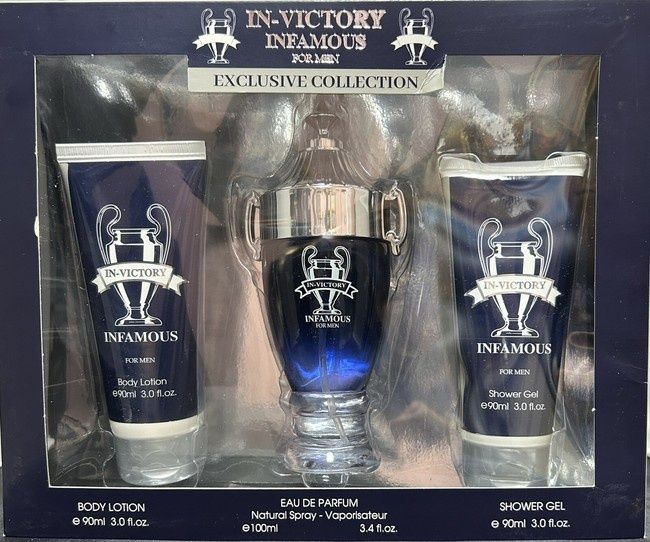 IN-VICTORY
INFAMOUS
FOR MEN
EXCLUSIVE COLLECTION
IN-VICTORY
INFAMOUS
FOR MEN
Body Lotion
e90ml 3.0 fl.oz.
IN-VICTORY
INFAMOUS
FOR MEN
IN-VICTORY
INFAMOUS
FOR MEN
Shower Gel
e90ml 3.0 fl.oz.
BODY LOTION
e 90ml 3.0 fl.oz.
EAU DE PARFUM
Natural Spray - Vaporisateur
e100ml 3.4 fl.oz.
SHOWER GEL
e 90ml 3.0 fl.oz.